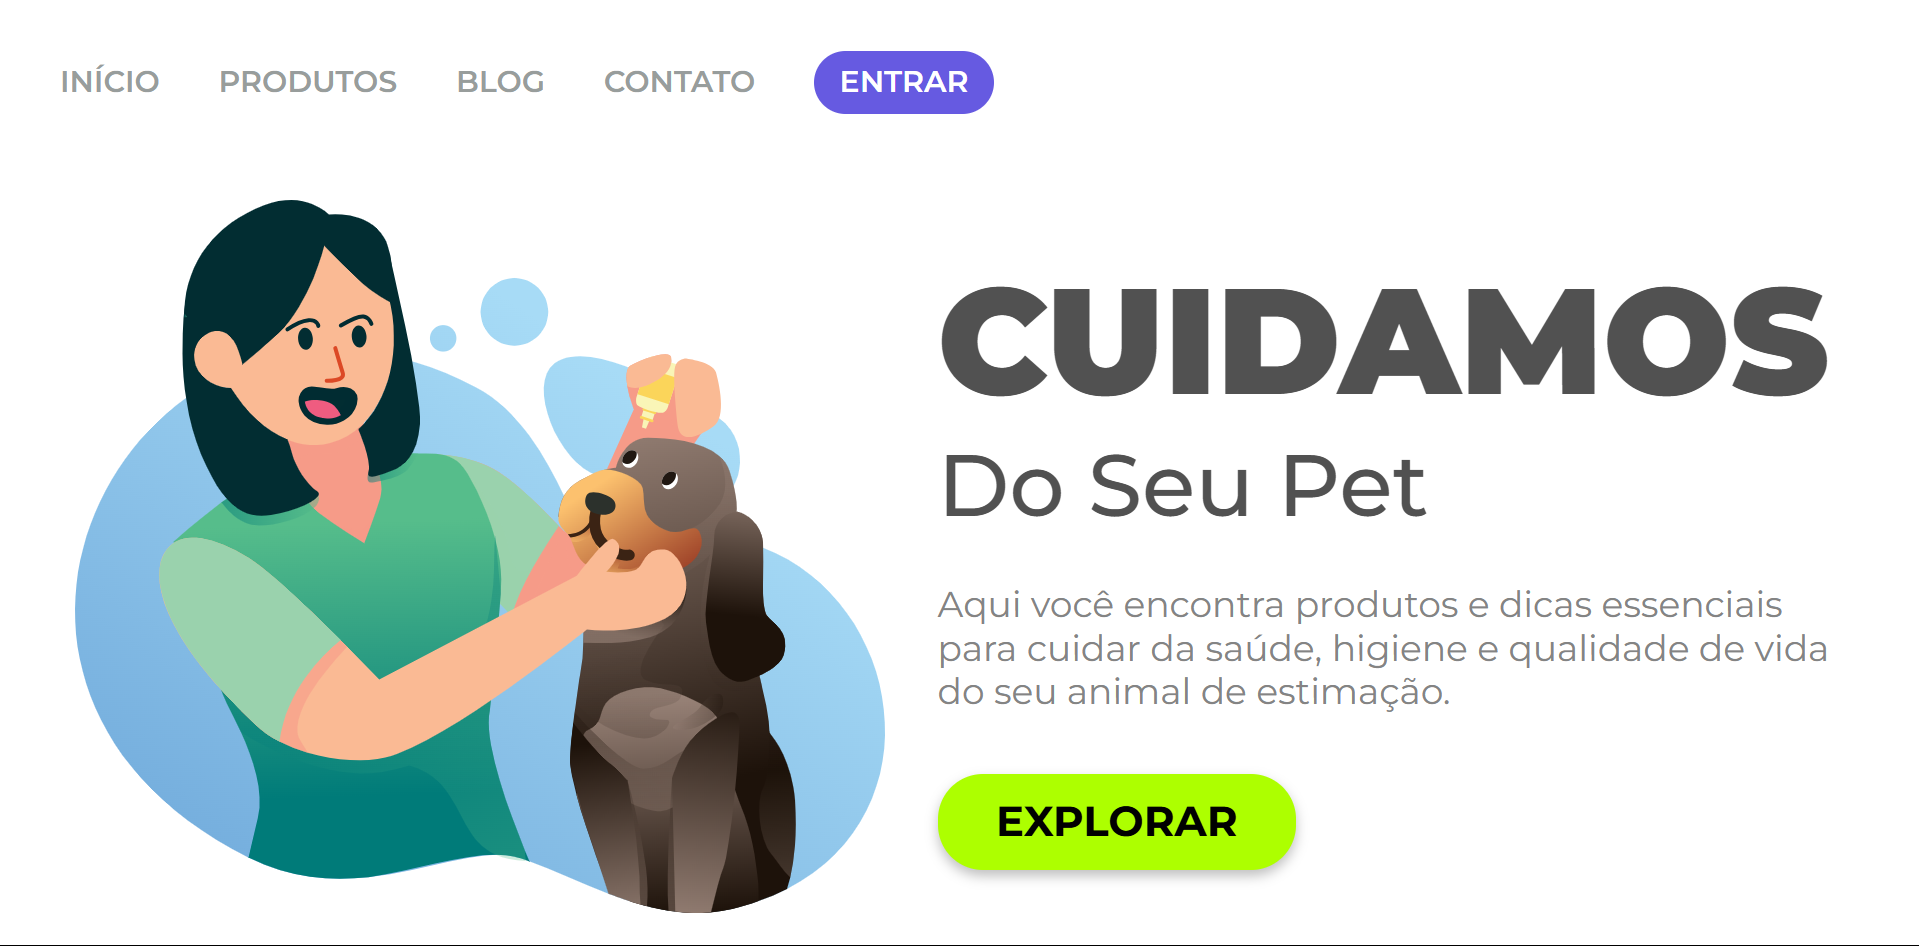 INÍCIO PRODUTOS BLOG CONTATO ENTRAR
CUIDAMOS
Do Seu Pet
Aqui você encontra produtos e dicas essenciais
para cuidar da saúde, higiene e qualidade de vida
do seu animal de estimação.
EXPLORAR